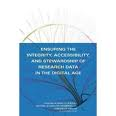 ENSURING THE
INTEGRITY, ACCESSIBILITY,
AND STEWARDSHIP OF
RESEARCH DATA
IN THE DIGITAL AGE